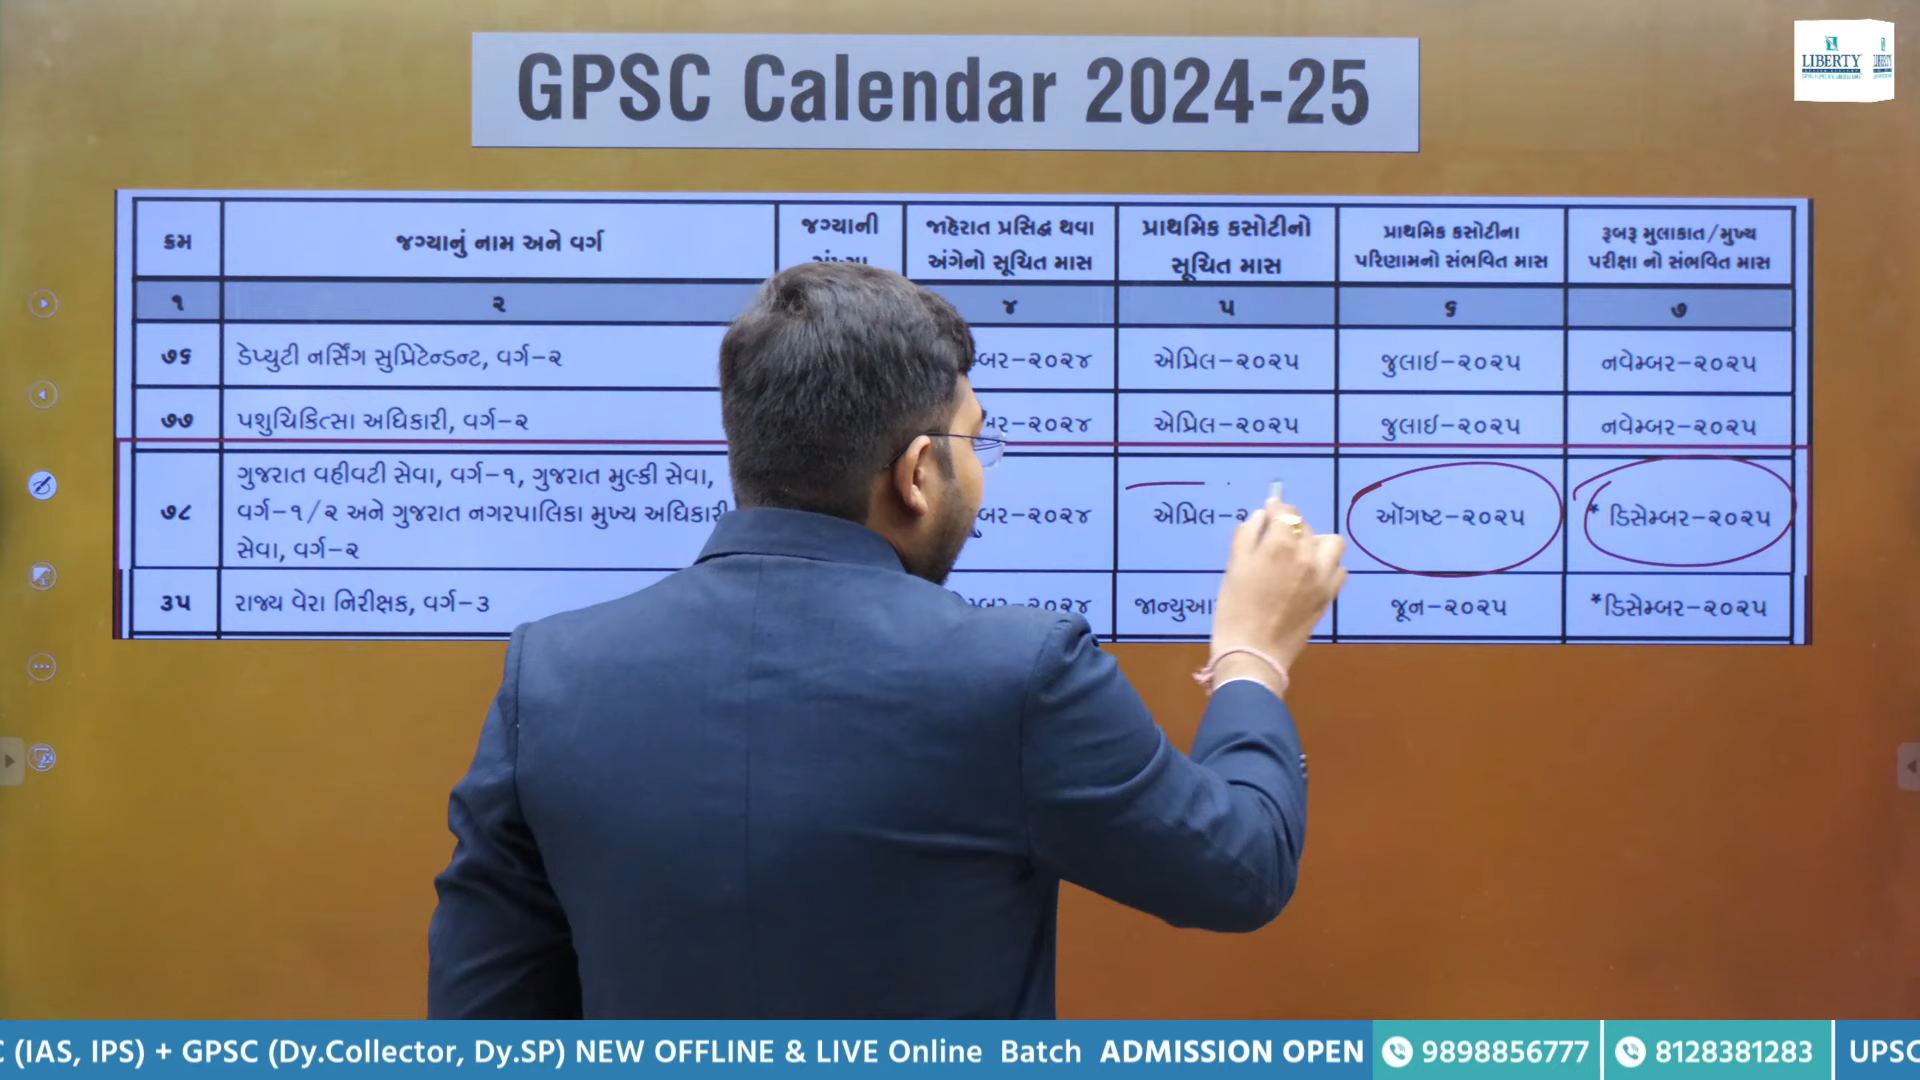 GPSC Calendar 2024-25
LIBERTY
ક્રમ
જગ્યાનું નામ અને વર્ગ
જગ્યાની
જાહેરાત પ્રસિદ્ધ થવા
અંગેનો સૂચિત માસ
પ્રાથમિક કસોટીનો
સૂચિત માસ
પ્રાથમિક કસોટીના
પરિણામનો સંભવિત માસ
રૂબરૂ મુલાકાત/મુખ્ય
પરીક્ષા નો સંભવિત માસ
૧ ૨ ૪ ૫ ૬ ૭
૭૬ ડેપ્યુટી નર્સિંગ સુપ્રિટેન્ડન્ટ, વર્ગ-૨ એપ્રિલ-૨૦૨૫ જુલાઈ-૨૦૨૫ નવેમ્બર-૨૦૨૫
૭૭ પશુચિકિત્સા અધિકારી, વર્ગ-૨ એપ્રિલ-૨૦૨૫ જુલાઈ-૨૦૨૫ નવેમ્બર-૨૦૨૫
૭૮
ગુજરાત વહીવટી સેવા, વર્ગ-૧, ગુજરાત મુલ્કી સેવા,
વર્ગ-૧/૨ અને ગુજરાત નગરપાલિકા મુખ્ય અધિકારી
સેવા, વર્ગ-૨
એપ્રિલ- ઑગષ્ટ-૨૦૨૫ * ડિસેમ્બર-૨૦૨૫
૩૫ રાજ્ય વેરા નિરીક્ષક, વર્ગ-૩ જૂન-૨૦૨૫ *ડિસેમ્બર-૨૦૨૫
(IAS, IPS) + GPSC (Dy.Collector, Dy.SP) NEW OFFLINE & LIVE Online Batch ADMISSION OPEN 9898856777 8128381283 UPSC